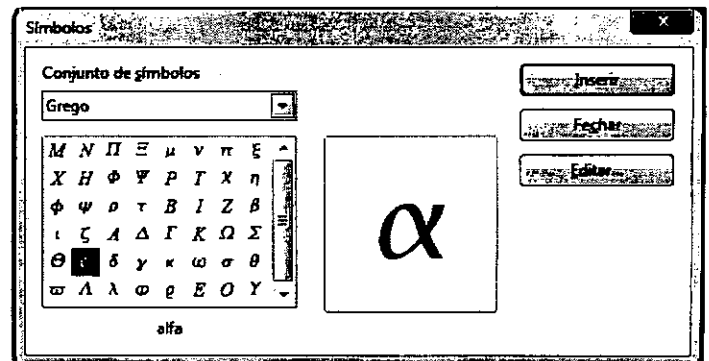 Símbolos
Conjunto de símbolos
Grego
Μ Ν Π Ξ μ ν π ξ
Χ Η Φ Ψ Ρ Τ χ η
ϕ ψ ρ τ Β Ι Ζ β
ι ζ Α Δ Γ Κ Ω Σ
Θ δ γ κ ω σ θ
ϖ Λ λ φ ϱ Ε Ο Υ
alfa
α
Inserir
Fechar
Editar...